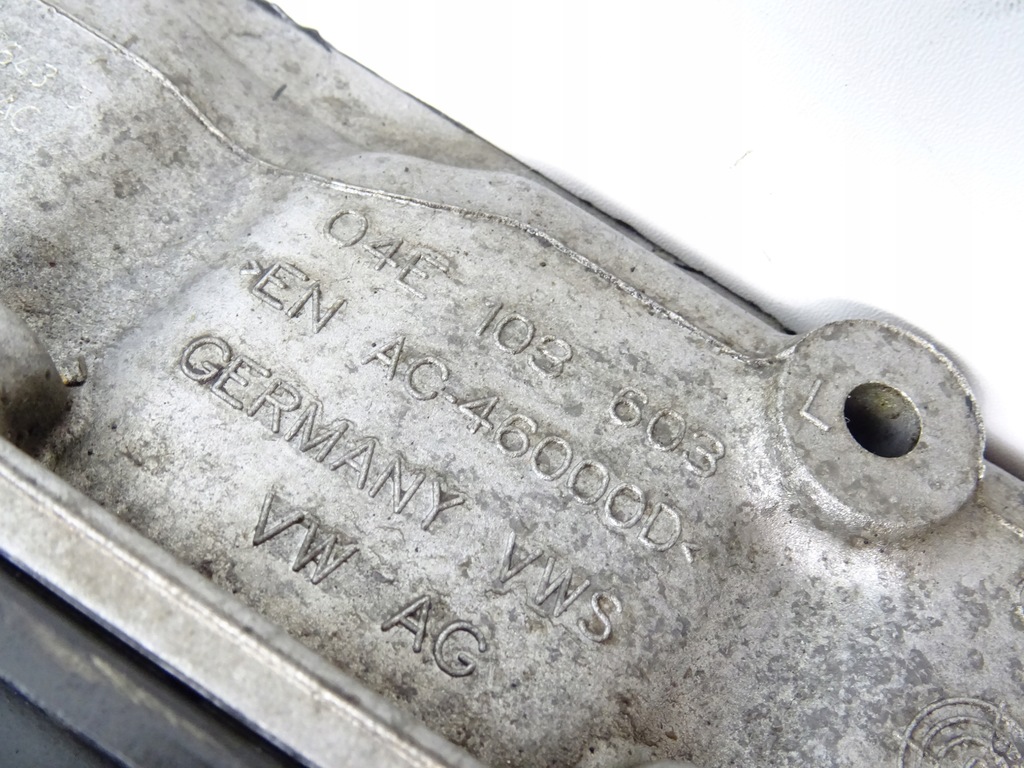 04E 103 603
>EN AC-46000D<
GERMANY VWS
VW AG
L